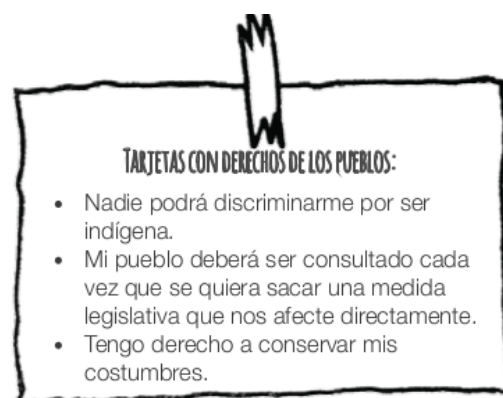 TARJETAS CON DERECHOS DE LOS PUEBLOS:
• Nadie podrá discriminarme por ser
indígena.
• Mi pueblo deberá ser consultado cada
vez que se quiera sacar una medida
legislativa que nos afecte directamente.
• Tengo derecho a conservar mis
costumbres.